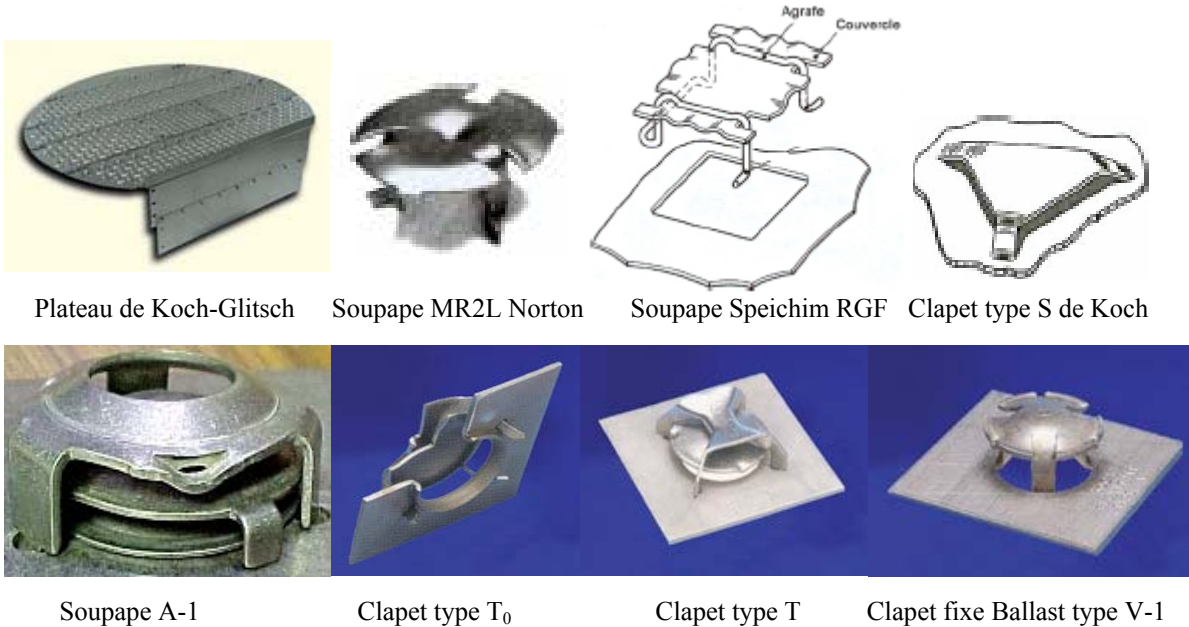 Agrafe
Couvercle
Plateau de Koch-Glitsch
Soupape MR2L Norton
Soupape Speichim RGF
Clapet type S de Koch
Soupape A-1
Clapet type T₀
Clapet type T
Clapet fixe Ballast type V-1